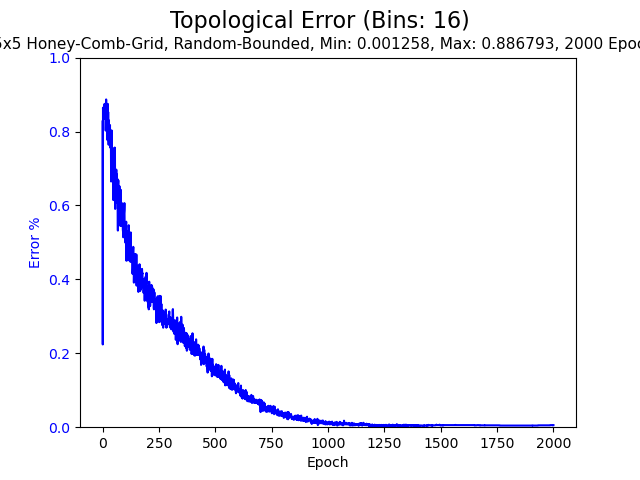 Topological Error (Bins: 16)
5x5 Honey-Comb-Grid, Random-Bounded, Min: 0.001258, Max: 0.886793, 2000 Epoc
1.0
0.8
0.6
0.4
0.2
0.0
Error %
0 250 500 750 1000 1250 1500 1750 2000
Epoch